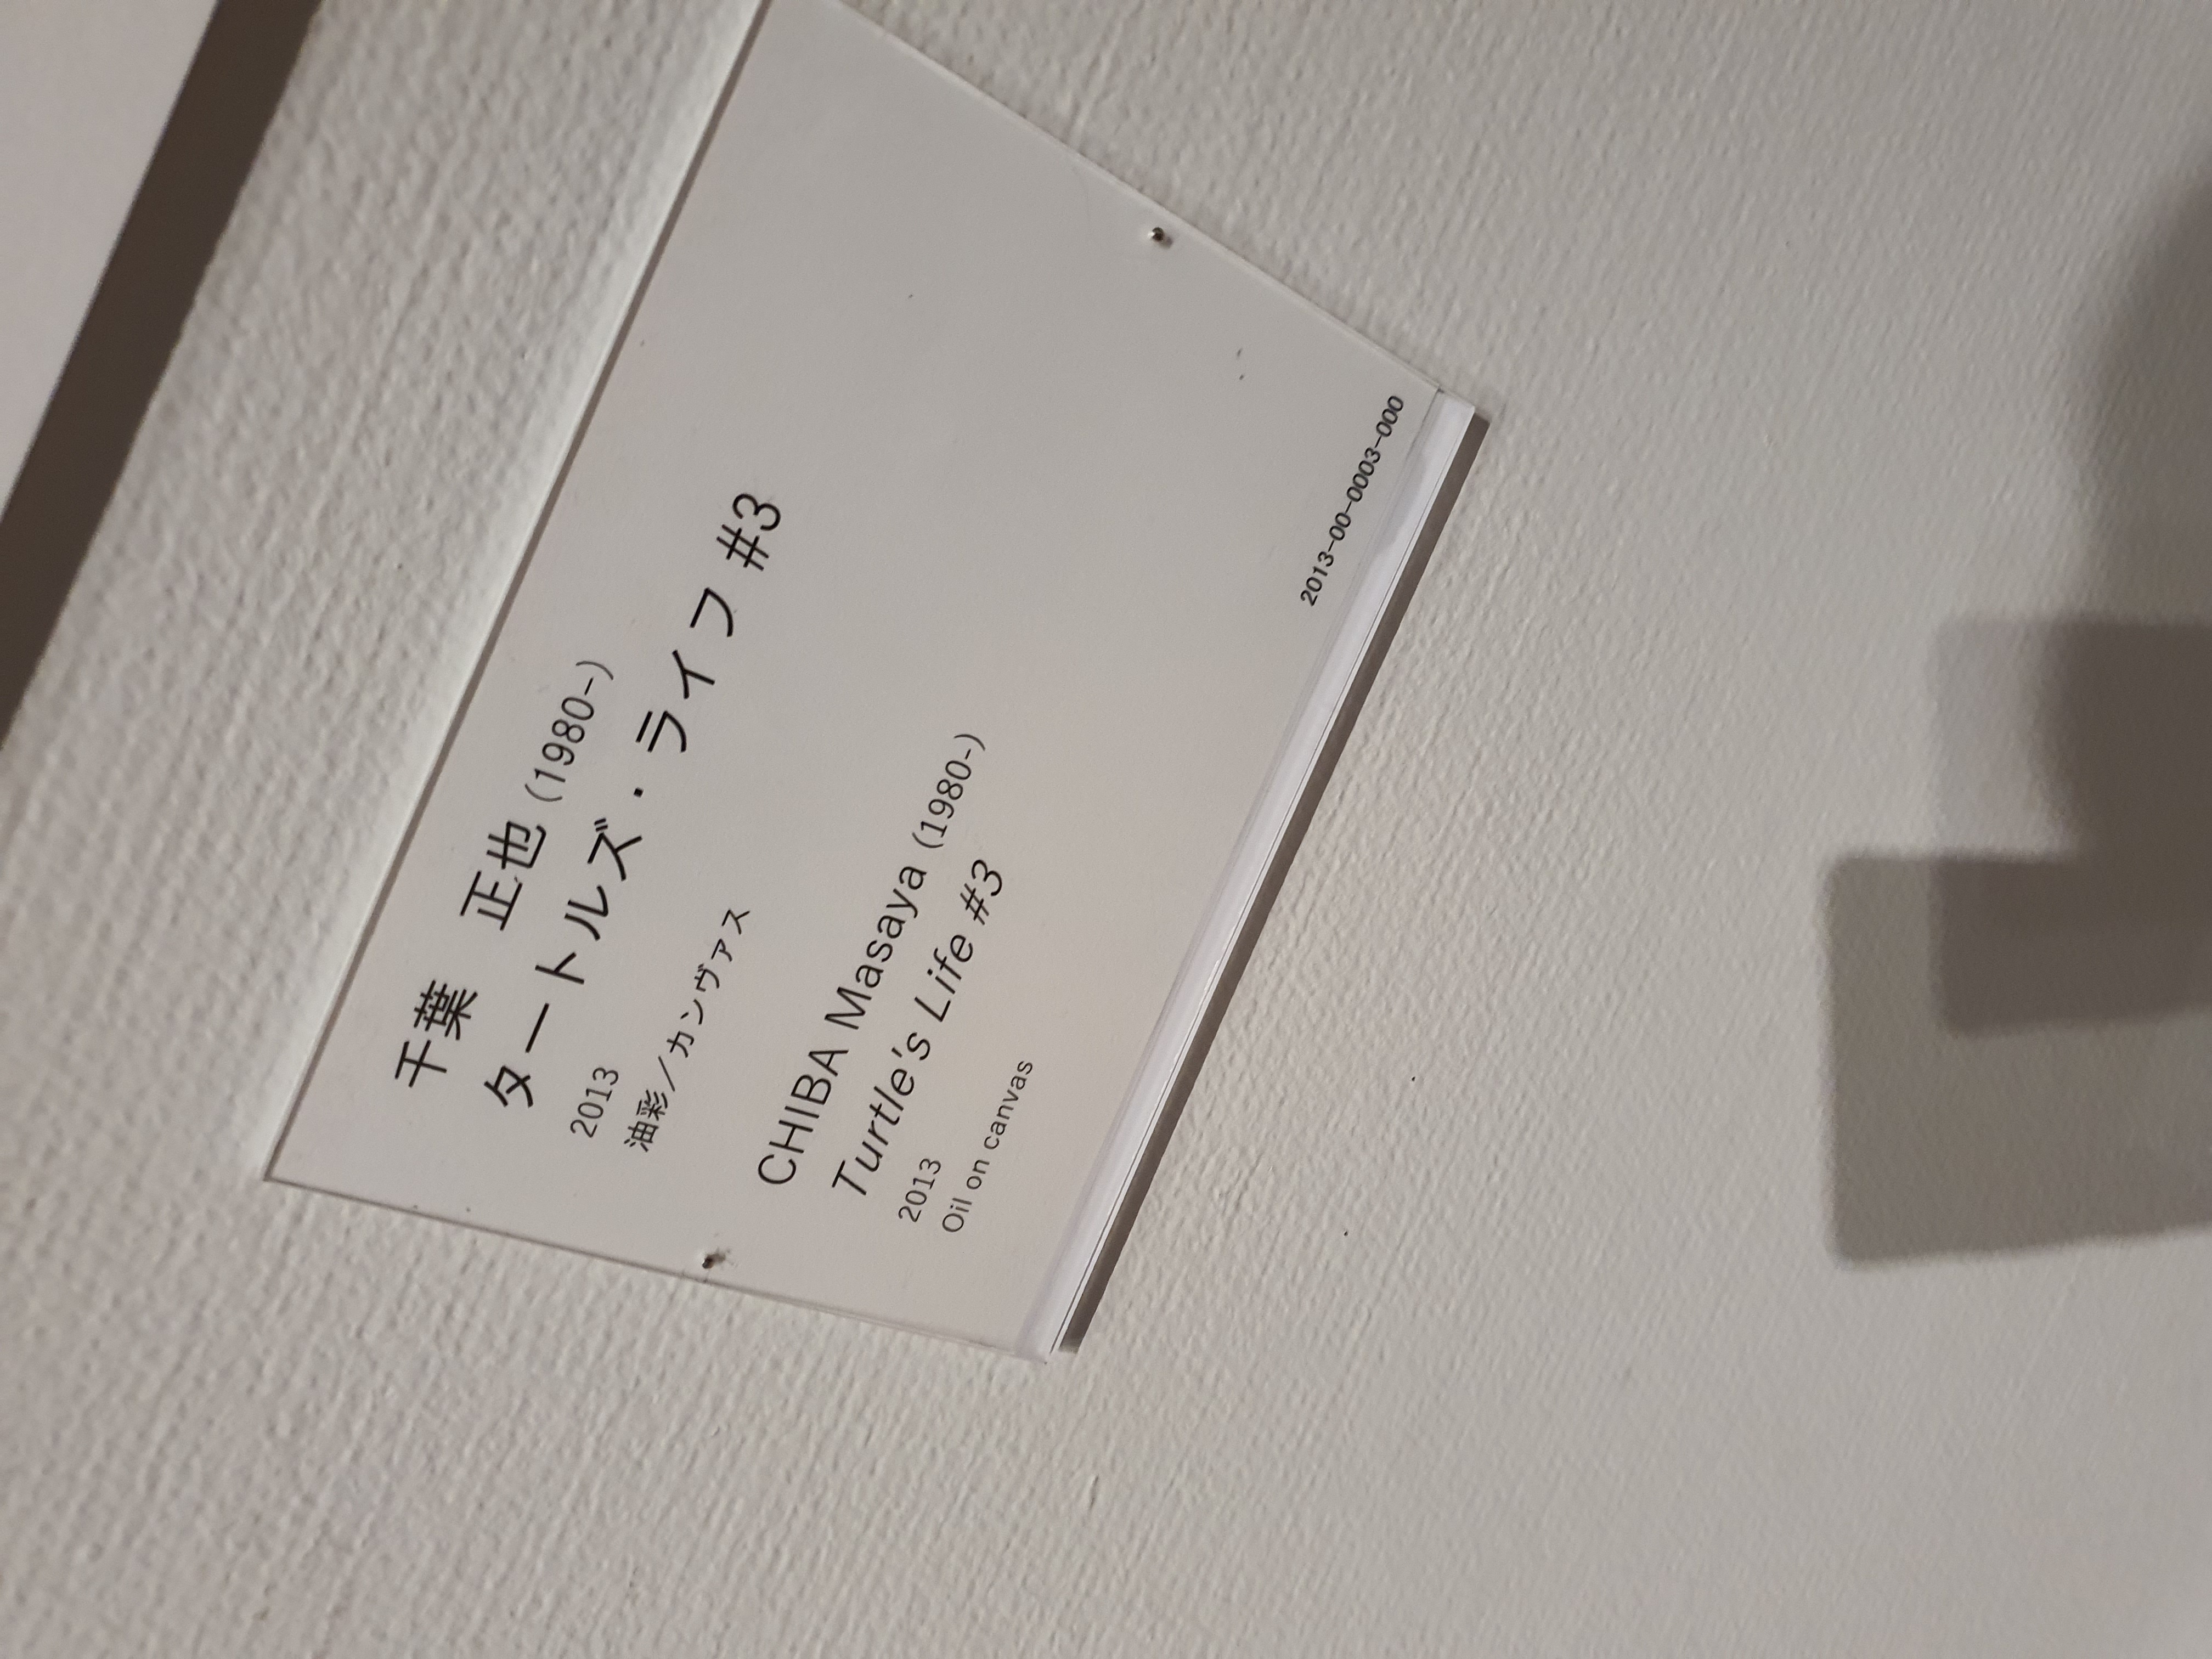 千葉　正也 (1980-)
タートルズ・ライフ #3
2013
油彩／カンヴァス
CHIBA Masaya (1980-)
Turtle's Life #3
2013
Oil on canvas
2013-00-0003-000